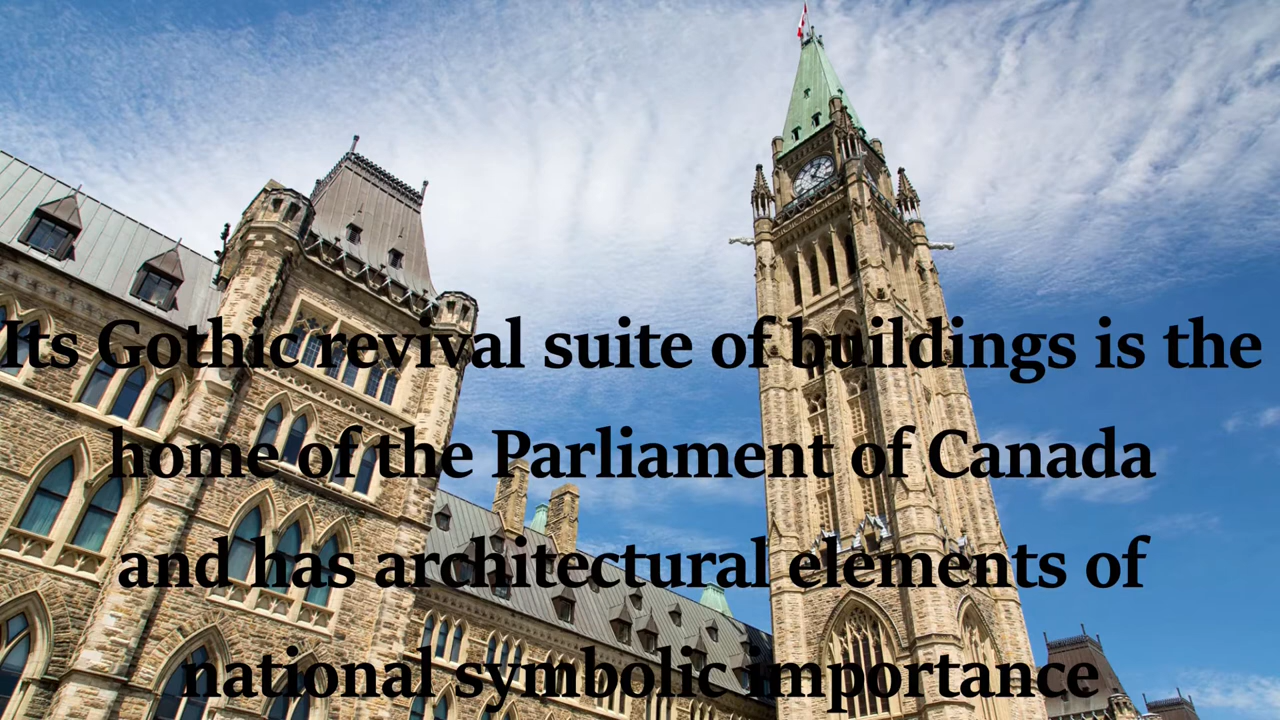 Its Gothic revival suite of buildings is the
home of the Parliament of Canada
and has architectural elements of
national symbolic importance